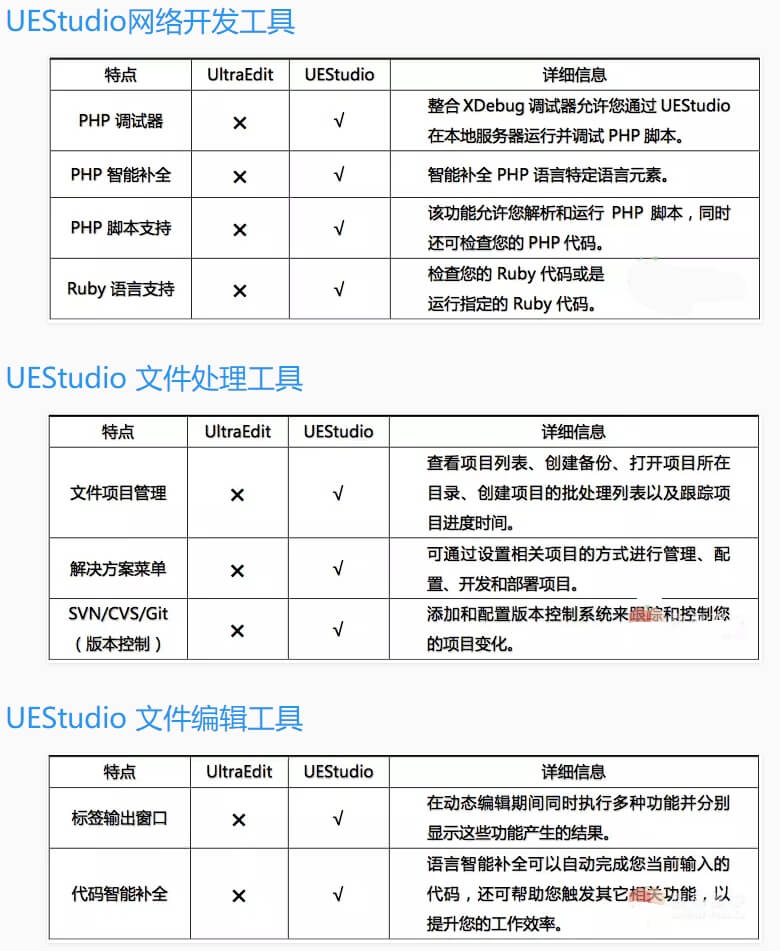 UEStudio网络开发工具
特点 UltraEdit UEStudio 详细信息
PHP 调试器 × √ 整合 XDebug 调试器允许您通过 UEStudio
在本地服务器运行并调试 PHP 脚本。
PHP 智能补全 × √ 智能补全 PHP 语言特定语言元素。
PHP 脚本支持 × √ 该功能允许您解析和运行 PHP 脚本，同时
还可检查您的 PHP 代码。
Ruby 语言支持 × √ 检查您的 Ruby 代码或是
运行指定的 Ruby 代码。
UEStudio 文件处理工具
特点 UltraEdit UEStudio 详细信息
文件项目管理 × √ 查看项目列表、创建备份、打开项目所在
目录、创建项目的批处理列表以及跟踪项
目进度时间。
解决方案菜单 × √ 可通过设置相关项目的方式进行管理、配
置、开发和部署项目。
SVN/CVS/Git
（版本控制） × √ 添加和配置版本控制系统来跟踪和控制您
的项目变化。
UEStudio 文件编辑工具
特点 UltraEdit UEStudio 详细信息
标签输出窗口 × √ 在动态编辑期间同时执行多种功能并分别
显示这些功能产生的结果。
代码智能补全 × √ 语言智能补全可以自动完成您当前输入的
代码，还可帮助您触发其它相关功能，以
提升您的工作效率。